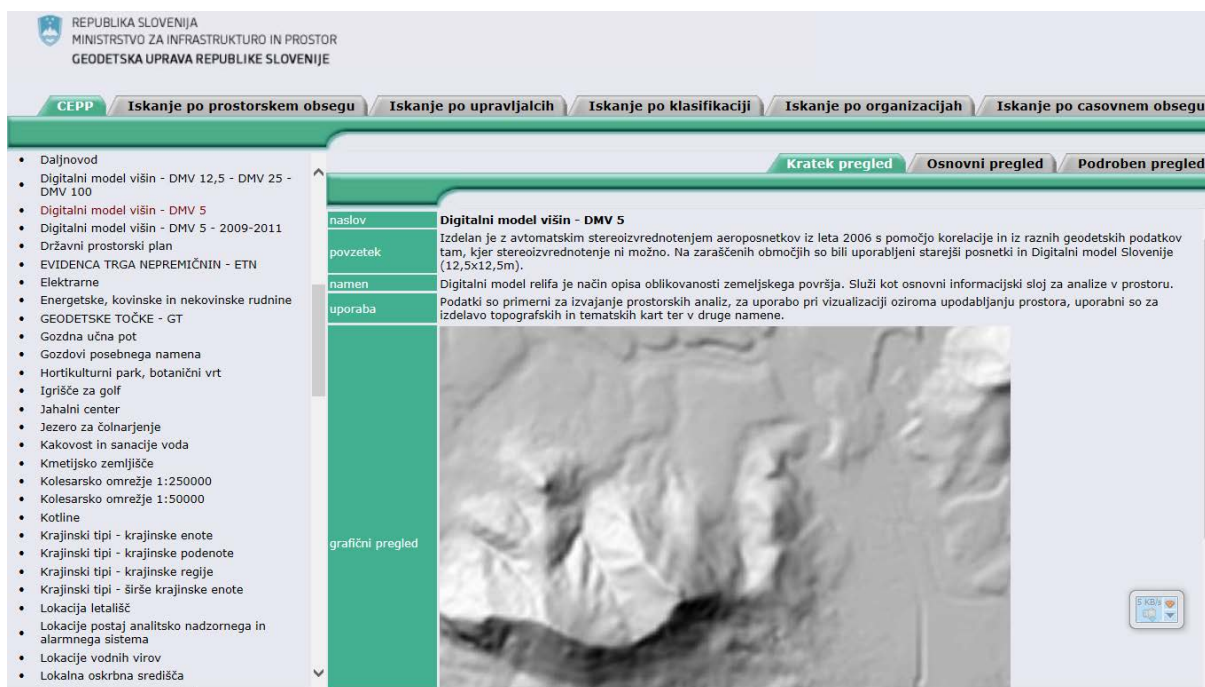 REPUBLIKA SLOVENIJA
MINISTRSTVO ZA INFRASTRUKTURO IN PROSTOR
GEODETSKA UPRAVA REPUBLIKE SLOVENIJE
CEPP
Iskanje po prostorskem obsegu
Iskanje po upravljalcih
Iskanje po klasifikaciji
Iskanje po organizacijah
Iskanje po casovnem obsegu
Daljnovod
Digitalni model višin - DMV 12,5 - DMV 25 -
DMV 100
Digitalni model višin - DMV 5
Digitalni model višin - DMV 5 - 2009-2011
Državni prostorski plan
EVIDENCA TRGA NEPREMIČNIN - ETN
Elektrarne
Energetske, kovinske in nekovinske rudnine
GEODETSKE TOČKE - GT
Gozdna učna pot
Gozdovi posebnega namena
Hortikulturni park, botanični vrt
Igrišče za golf
Jahalni center
Jezero za čolnarjenje
Kakovost in sanacije voda
Kmetijsko zemljišče
Kolesarsko omrežje 1:250000
Kolesarsko omrežje 1:50000
Kotline
Krajinski tipi - krajinske enote
Krajinski tipi - krajinske podenote
Krajinski tipi - krajinske regije
Krajinski tipi - širše krajinske enote
Lokacija letališč
Lokacije postaj analitsko nadzornega in
alarmnega sistema
Lokacije vodnih virov
Lokalna oskrbna središča
Kratek pregled
Osnovni pregled
Podroben pregled
naslov
Digitalni model višin - DMV 5
povzetek
Izdelan je z avtomatskim stereoizvrednotenjem aeroposnetkov iz leta 2006 s pomočjo korelacije in iz raznih geodetskih podatkov
tam, kjer stereoizvrednotenje ni možno. Na zaraščenih območjih so bili uporabljeni starejši posnetki in Digitalni model Slovenije
(12,5x12,5m).
namen
Digitalni model relifa je način opisa oblikovanosti zemeljskega površja. Služi kot osnovni informacijski sloj za analize v prostoru.
uporaba
Podatki so primerni za izvajanje prostorskih analiz, za uporabo pri vizualizaciji oziroma upodabljanju prostora, uporabni so za
izdelavo topografskih in tematskih kart ter v druge namene.
grafični pregled
5 KB/s